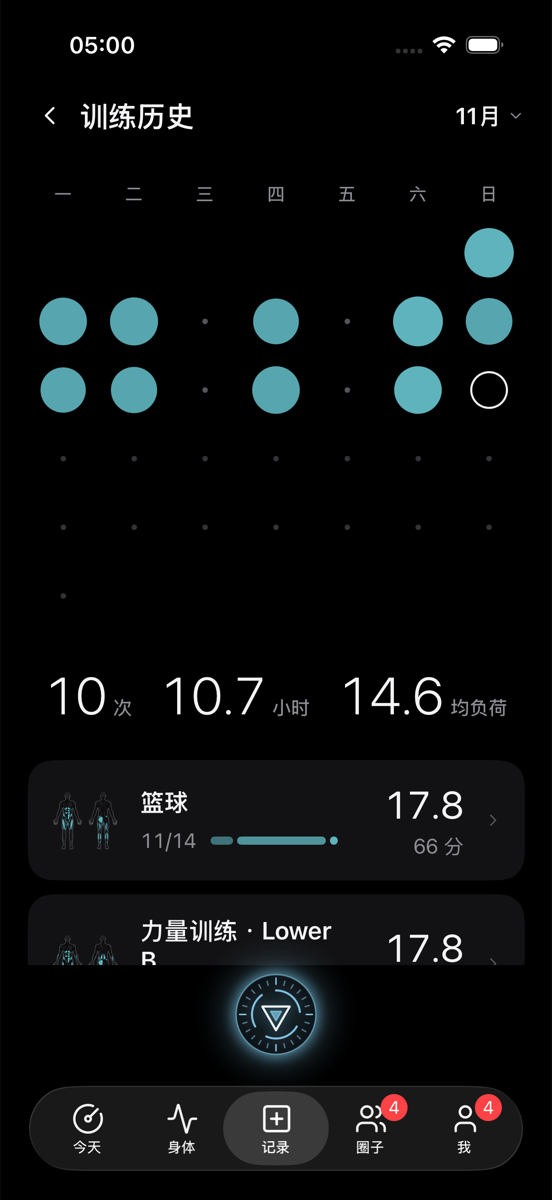 05:00
训练历史
11月
一 二 三 四 五 六 日
10 次 10.7 小时 14.6 均负荷
篮球
17.8
11/14
66 分
力量训练 · Lower
B
17.8
4 4
今天 身体 记录 圈子 我